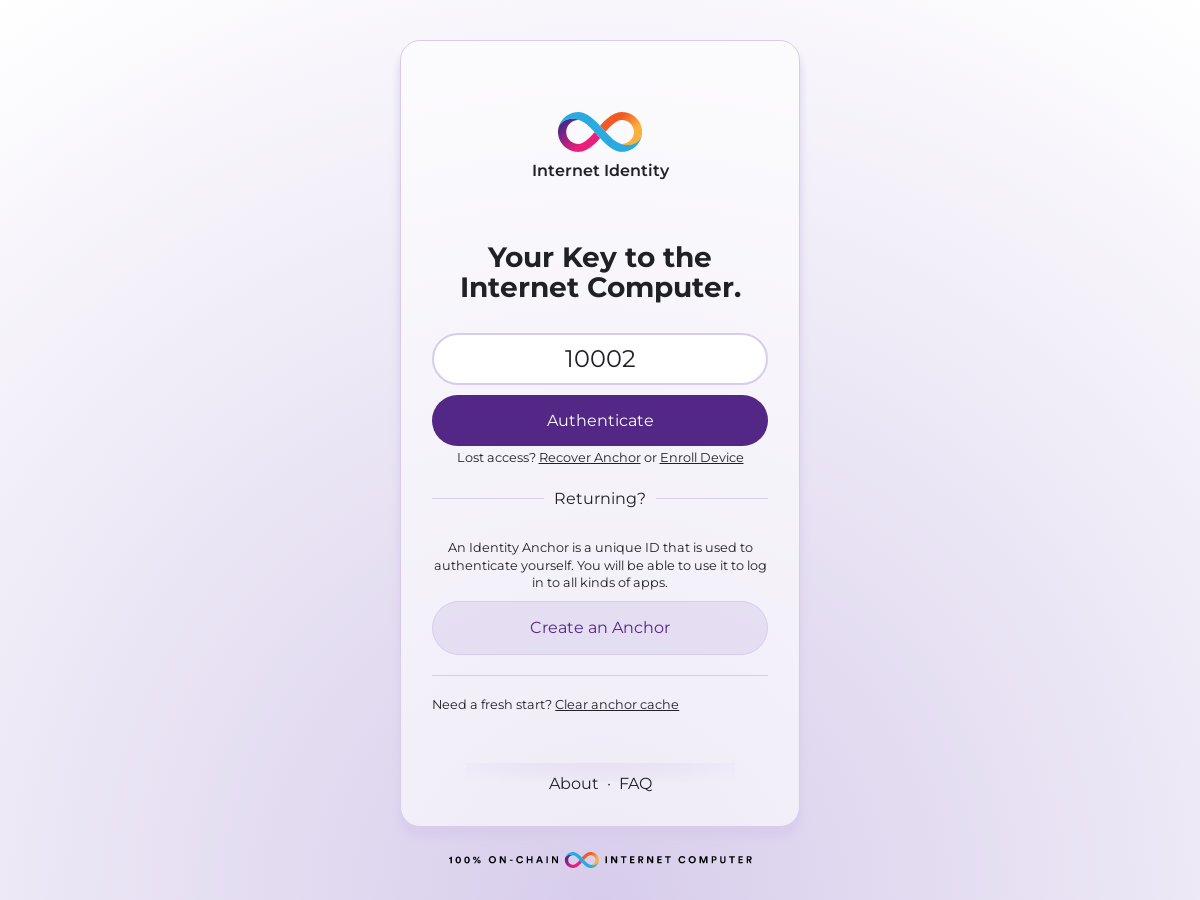 Internet Identity
Your Key to the
Internet Computer.
10002
Authenticate
Lost access? Recover Anchor or Enroll Device
Returning?
An Identity Anchor is a unique ID that is used to
authenticate yourself. You will be able to use it to log
in to all kinds of apps.
Create an Anchor
Need a fresh start? Clear anchor cache
About · FAQ
100% ON-CHAIN INTERNET COMPUTER